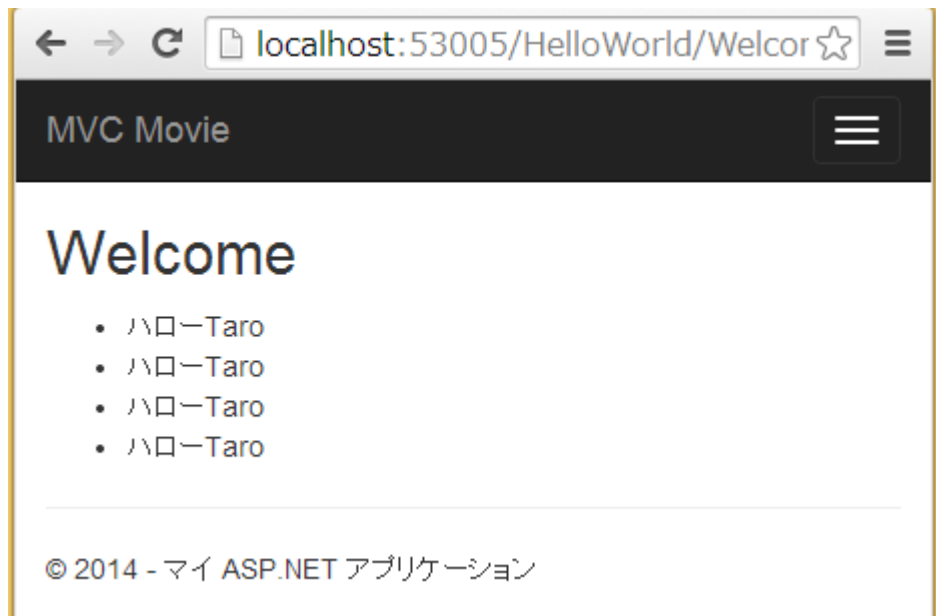 localhost:53005/HelloWorld/Welcor
MVC Movie
Welcome
• ハローTaro
• ハローTaro
• ハローTaro
• ハローTaro
© 2014 - マイ ASP.NET アプリケーション